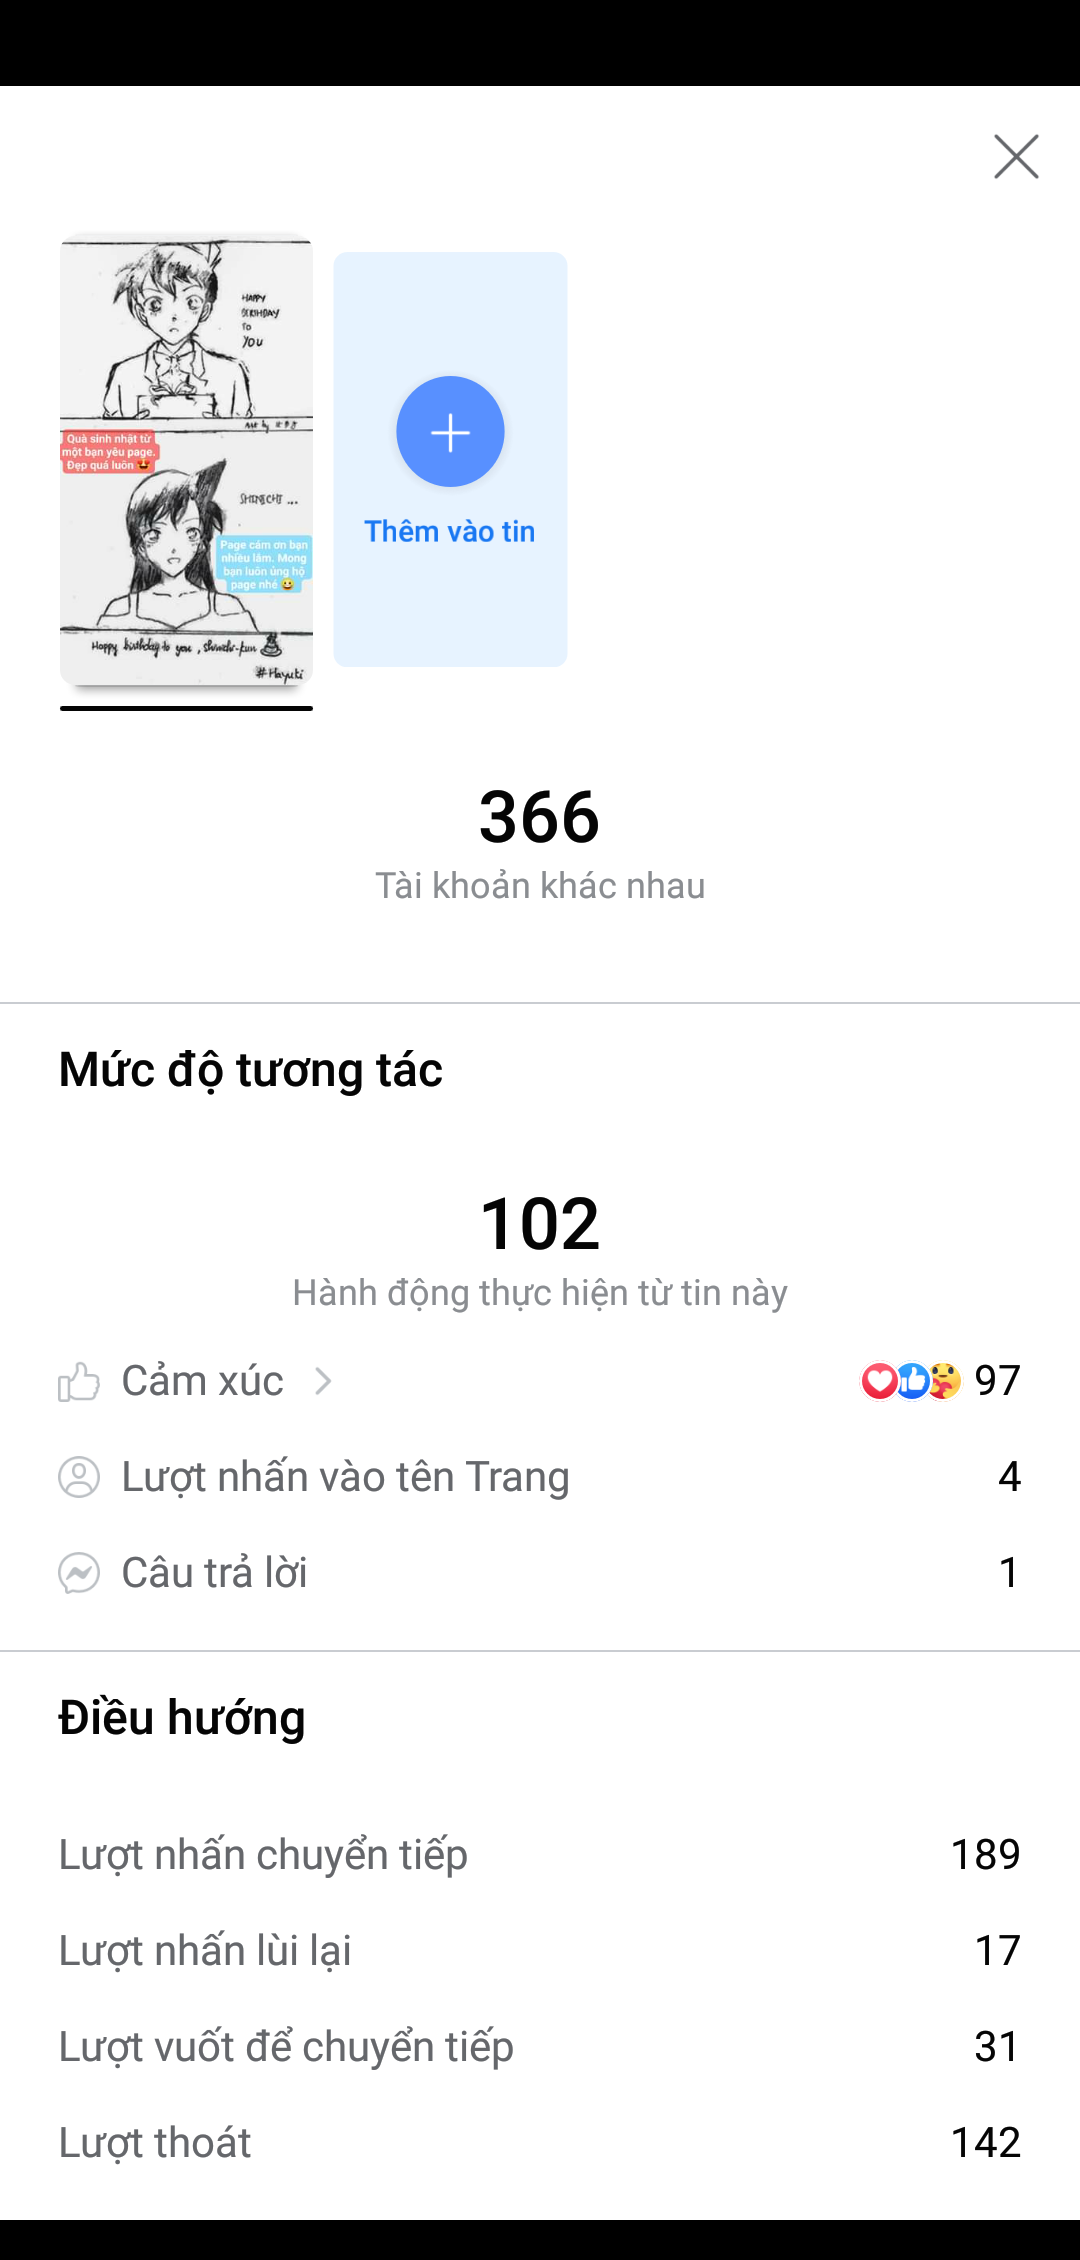 HAPPY
BIRTHDAY
TO
YOU
Art by
Quà sinh nhật từ
một bạn yêu page.
Đẹp quá luôn 🤩
SHINICHI ...
Page cám ơn bạn
nhiều lắm. Mong
bạn luôn ủng hộ
page nhé 😀
Happy birthday to you, Shinichi-kun
#Hayuki
Thêm vào tin
366
Tài khoản khác nhau
Mức độ tương tác
102
Hành động thực hiện từ tin này
Cảm xúc 97
Lượt nhấn vào tên Trang 4
Câu trả lời 1
Điều hướng
Lượt nhấn chuyển tiếp 189
Lượt nhấn lùi lại 17
Lượt vuốt để chuyển tiếp 31
Lượt thoát 142